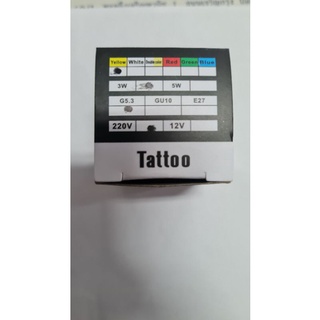 Yellow White Red Green Blue
3W 5W
G5.3 GU10 E27
220V 12V
Tattoo